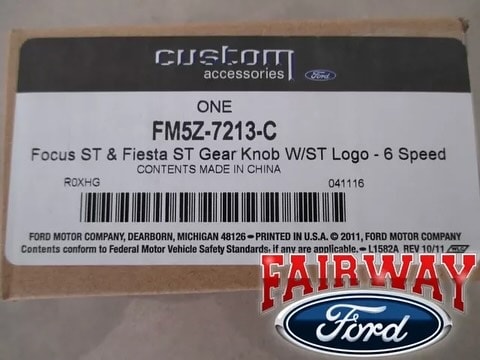 custom
accessories
Ford
ONE
FM5Z-7213-C
Focus ST & Fiesta ST Gear Knob W/ST Logo - 6 Speed
CONTENTS MADE IN CHINA
R0XHG 041116
FORD MOTOR COMPANY, DEARBORN, MICHIGAN 48126 – PRINTED IN U.S.A. © 2011, FORD MOTOR COMPANY
Contents conform to Federal Motor Vehicle Safety Standards, if any are applicable. – L1582A REV 10/11
FAIRWAY
Ford